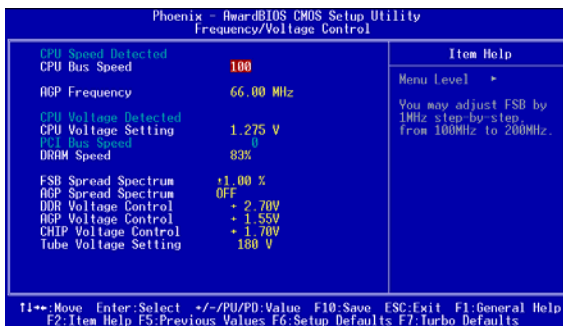 Phoenix - AwardBIOS CMOS Setup Utility
Frequency/Voltage Control
CPU Speed Detected
CPU Bus Speed 100
AGP Frequency 66.00 MHz
CPU Voltage Detected
CPU Voltage Setting 1.275 V
PCI Bus Speed 0
DRAM Speed 83%
FSB Spread Spectrum ±1.00 %
AGP Spread Spectrum OFF
DDR Voltage Control + 2.70V
AGP Voltage Control + 1.55V
CHIP Voltage Control + 1.70V
Tube Voltage Setting 180 V
Item Help
Menu Level ►
You may adjust FSB by
1MHz step-by-step,
from 100MHz to 200MHz.
↑↓→←:Move Enter:Select +/-/PU/PD:Value F10:Save ESC:Exit F1:General Help
F2:Item Help F5:Previous Values F6:Setup Defaults F7:Turbo Defaults